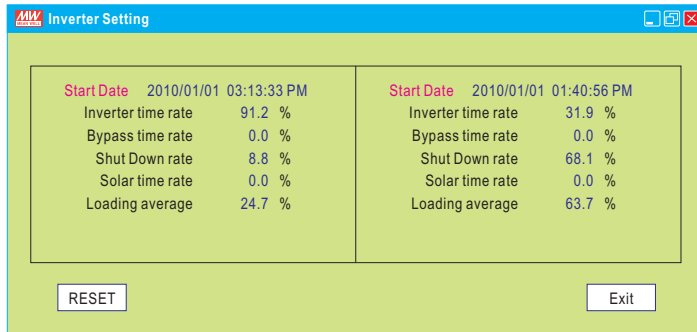 MW
MEAN WELL
Inverter Setting
Start Date 2010/01/01 03:13:33 PM
Inverter time rate 91.2 %
Bypass time rate 0.0 %
Shut Down rate 8.8 %
Solar time rate 0.0 %
Loading average 24.7 %
Start Date 2010/01/01 01:40:56 PM
Inverter time rate 31.9 %
Bypass time rate 0.0 %
Shut Down rate 68.1 %
Solar time rate 0.0 %
Loading average 63.7 %
RESET
Exit